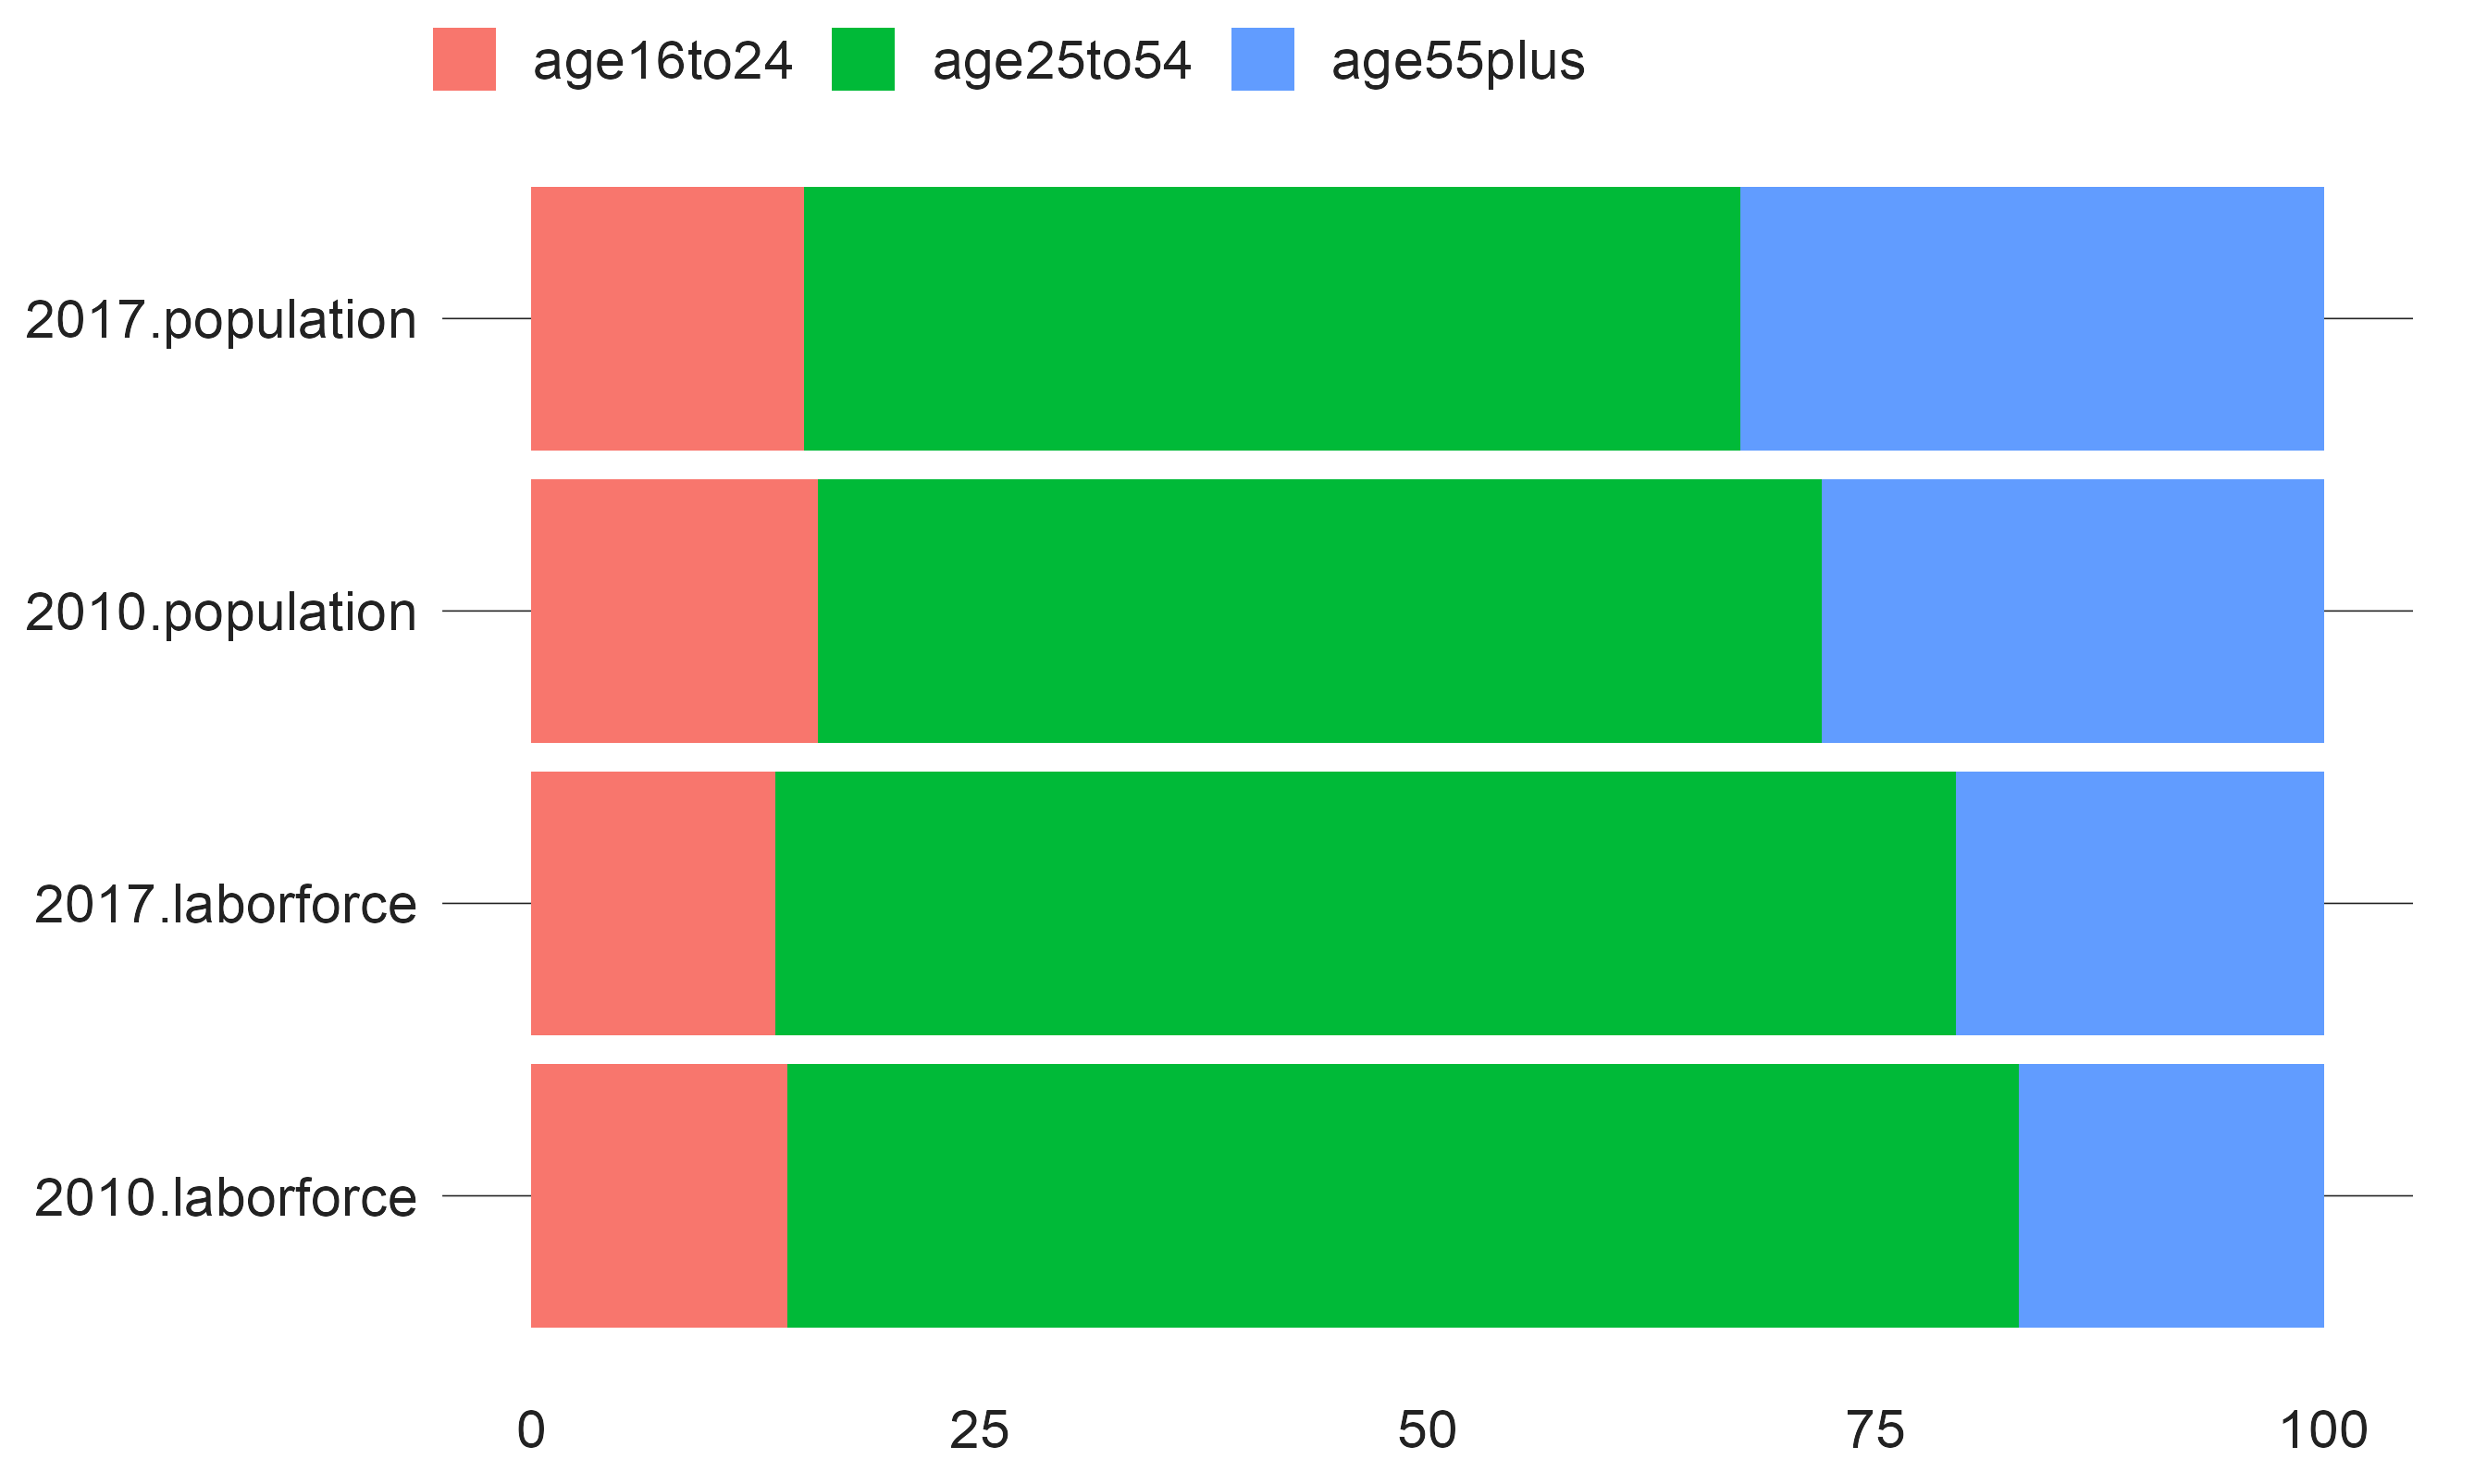 age16to24 age25to54 age55plus
2017.population
2010.population
2017.laborforce
2010.laborforce
0 25 50 75 100